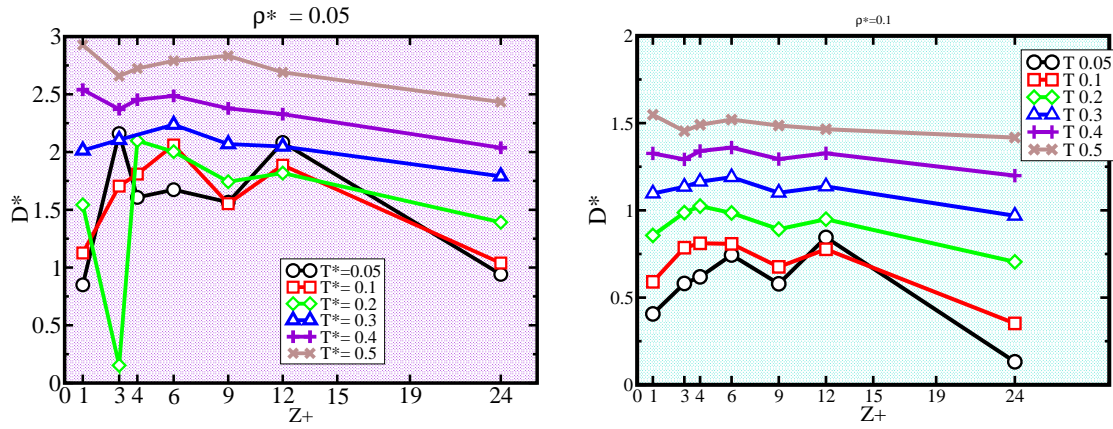 ρ* = 0.05
3
2.5
2
1.5
1
0.5
0
D*
T*=0.05
T*= 0.1
T*= 0.2
T*= 0.3
T*= 0.4
T*= 0.5
0 1 3 4 6 9 12 15 19 24
Z+
ρ*=0.1
2
1.5
1
0.5
0
D*
T 0.05
T 0.1
T 0.2
T 0.3
T 0.4
T 0.5
0 1 3 4 6 9 12 15 19 24
Z+